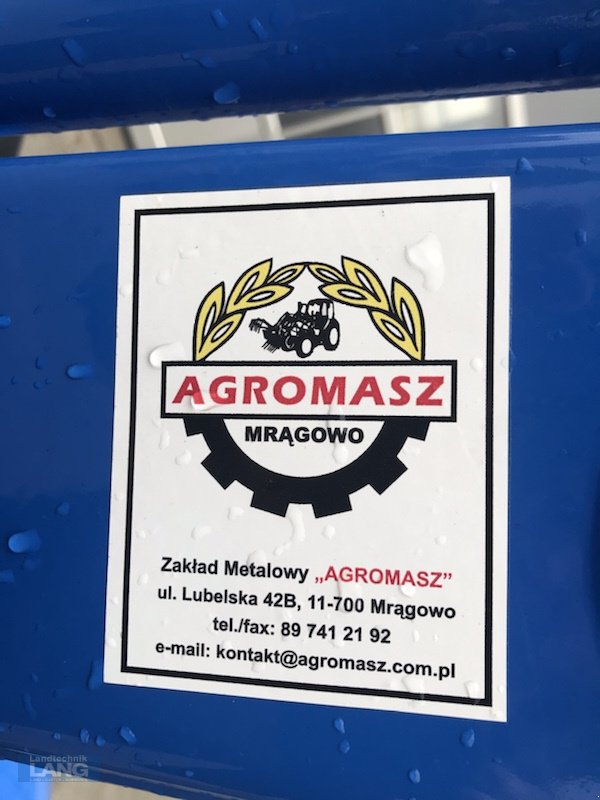 AGROMASZ
MRĄGOWO
Zakład Metalowy „AGROMASZ”
ul. Lubelska 42B, 11-700 Mrągowo
tel./fax: 89 741 21 92
e-mail: kontakt@agromasz.com.pl
Landtechnik
LANG